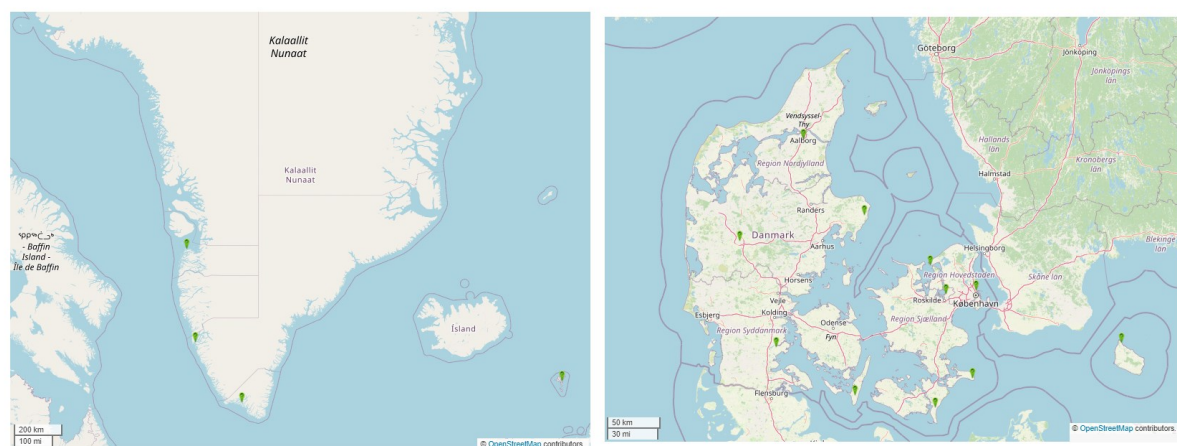 Kalaallit
Nunaat
Kalaallit
Nunaat
- Baffin
Island -
Île de Baffin
Ísland
200 km
100 mi
© OpenStreetMap contributors.
Göteborg
Jönköping
Jönköpings
län
Vendsyssel-
Thy
Aalborg
Region Nordjylland
Hallands
län
Kronobergs
län
Halmstad
Randers
Danmark
Aarhus
Blekinge
län
Helsingborg
Horsens
Region Hovedstaden
Skåne län
Vejle
Roskilde
København
Kolding
Esbjerg
Odense
Region Sjælland
Region Syddanmark
Fyn
Flensburg
50 km
30 mi
© OpenStreetMap contributors.